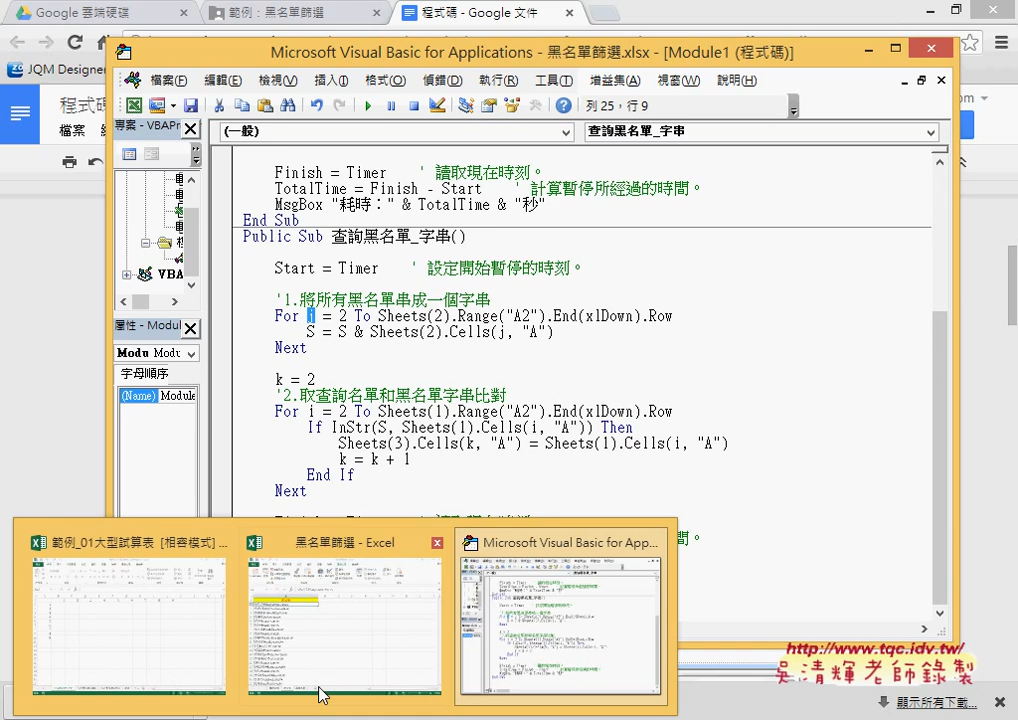 Google 雲端硬碟
範例：黑名單篩選
程式碼 - Google 文件
JQM Designer
程式碼
檔案
Microsoft Visual Basic for Applications - 黑名單篩選.xlsx - [Module1 (程式碼)]
檔案(F) 編輯(E) 檢視(V) 插入(I) 格式(O) 偵錯(D) 執行(R) 工具(T) 增益集(A) 視窗(W) 說明(H)
列 25，行 9
專案 - VBAPr
(一般)
查詢黑名單_字串
VBA
屬性 - Modul
Modu Modu
字母順序
(Name) Module
Finish = Timer ' 讀取現在時刻。
TotalTime = Finish - Start ' 計算暫停所經過的時間。
MsgBox "耗時：" & TotalTime & "秒"
End Sub
Public Sub 查詢黑名單_字串()
Start = Timer ' 設定開始暫停的時刻。
'1.將所有黑名單串成一個字串
For j = 2 To Sheets(2).Range("A2").End(xlDown).Row
S = S & Sheets(2).Cells(j, "A")
Next
k = 2
'2.取查詢名單和黑名單字串比對
For i = 2 To Sheets(1).Range("A2").End(xlDown).Row
If InStr(S, Sheets(1).Cells(i, "A")) Then
Sheets(3).Cells(k, "A") = Sheets(1).Cells(i, "A")
k = k + 1
End If
Next
間。
範例_01大型試算表 [相容模式] ...
黑名單篩選 - Excel
Microsoft Visual Basic for App...
http://www.tqc.idv.tw/
吳清輝老師錄製
顯示所有下載...